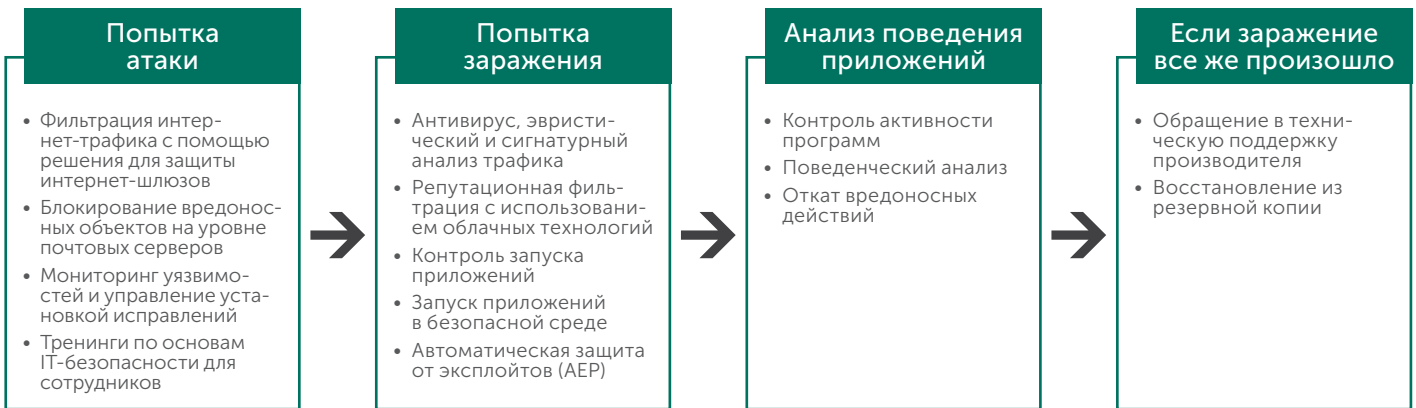 Попытка
атаки
• Фильтрация интер-
нет-трафика с помощью
решения для защиты
интернет-шлюзов
• Блокирование вредонос-
ных объектов на уровне
почтовых серверов
• Мониторинг уязвимо-
стей и управление уста-
новкой исправлений
• Тренинги по основам
IT-безопасности для
сотрудников
Попытка
заражения
• Антивирус, эвристи-
ческий и сигнатурный
анализ трафика
• Репутационная филь-
трация с использовани-
ем облачных технологий
• Контроль запуска
приложений
• Запуск приложений
в безопасной среде
• Автоматическая защита
от эксплойтов (AEP)
Анализ поведения
приложений
• Контроль активности
программ
• Поведенческий анализ
• Откат вредоносных
действий
Если заражение
все же произошло
• Обращение в техни-
ческую поддержку
производителя
• Восстановление из
резервной копии